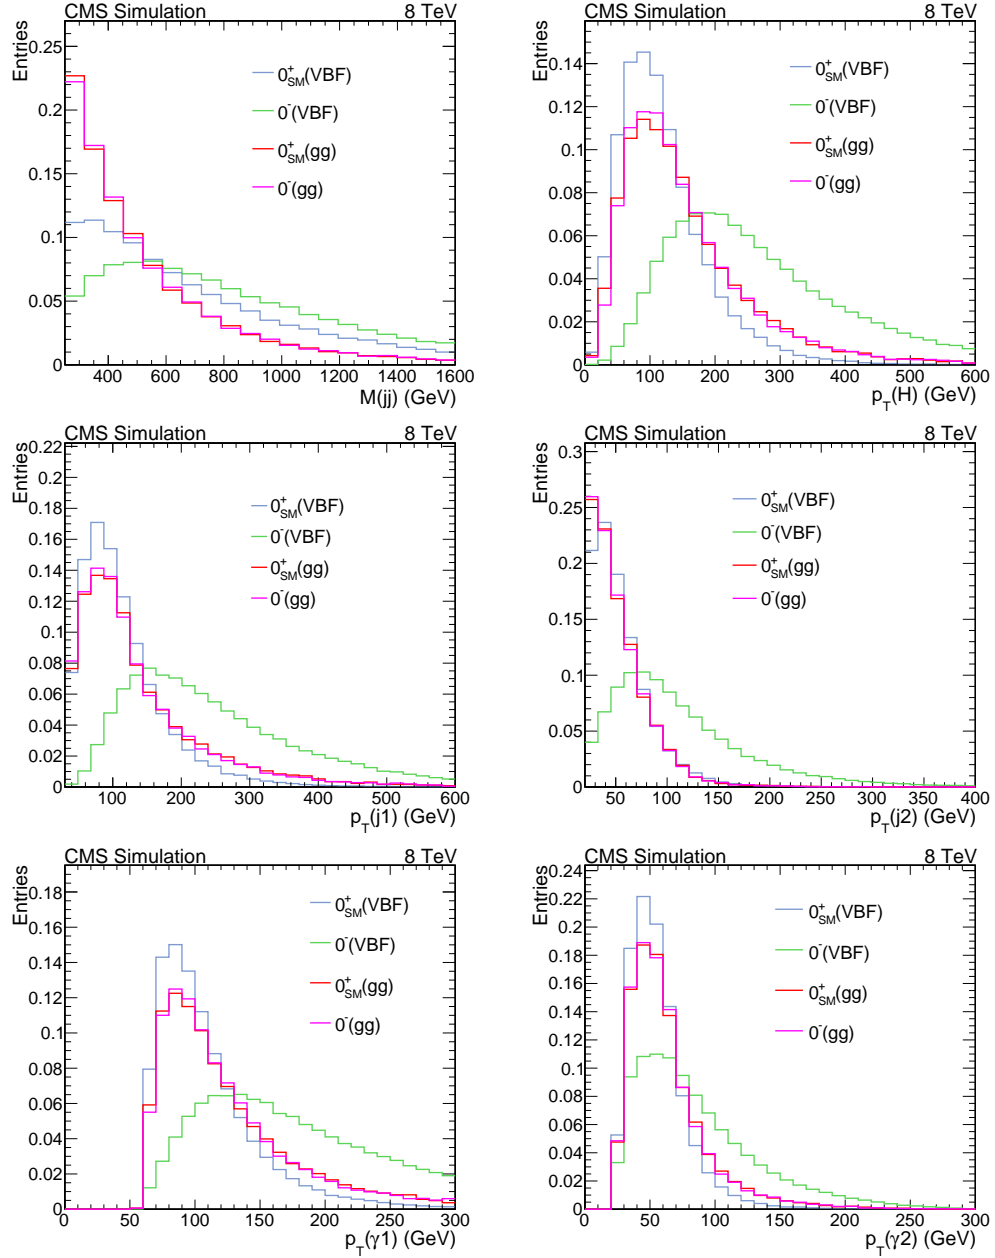 CMS Simulation 8 TeV
Entries
0.25
0.2
0.15
0.1
0.05
0
0⁺SM(VBF)
0⁻(VBF)
0⁺SM(gg)
0⁻(gg)
400 600 800 1000 1200 1400 1600
M(jj) (GeV)
CMS Simulation 8 TeV
Entries
0.14
0.12
0.1
0.08
0.06
0.04
0.02
0
0⁺SM(VBF)
0⁻(VBF)
0⁺SM(gg)
0⁻(gg)
0 100 200 300 400 500 600
pT(H) (GeV)
CMS Simulation 8 TeV
Entries
0.22
0.2
0.18
0.16
0.14
0.12
0.1
0.08
0.06
0.04
0.02
0
0⁺SM(VBF)
0⁻(VBF)
0⁺SM(gg)
0⁻(gg)
100 200 300 400 500 600
pT(j1) (GeV)
CMS Simulation 8 TeV
Entries
0.3
0.25
0.2
0.15
0.1
0.05
0
0⁺SM(VBF)
0⁻(VBF)
0⁺SM(gg)
0⁻(gg)
50 100 150 200 250 300 350 400
pT(j2) (GeV)
CMS Simulation 8 TeV
Entries
0.18
0.16
0.14
0.12
0.1
0.08
0.06
0.04
0.02
0
0⁺SM(VBF)
0⁻(VBF)
0⁺SM(gg)
0⁻(gg)
0 50 100 150 200 250 300
pT(γ1) (GeV)
CMS Simulation 8 TeV
Entries
0.24
0.22
0.2
0.18
0.16
0.14
0.12
0.1
0.08
0.06
0.04
0.02
0
0⁺SM(VBF)
0⁻(VBF)
0⁺SM(gg)
0⁻(gg)
0 50 100 150 200 250 300
pT(γ2) (GeV)